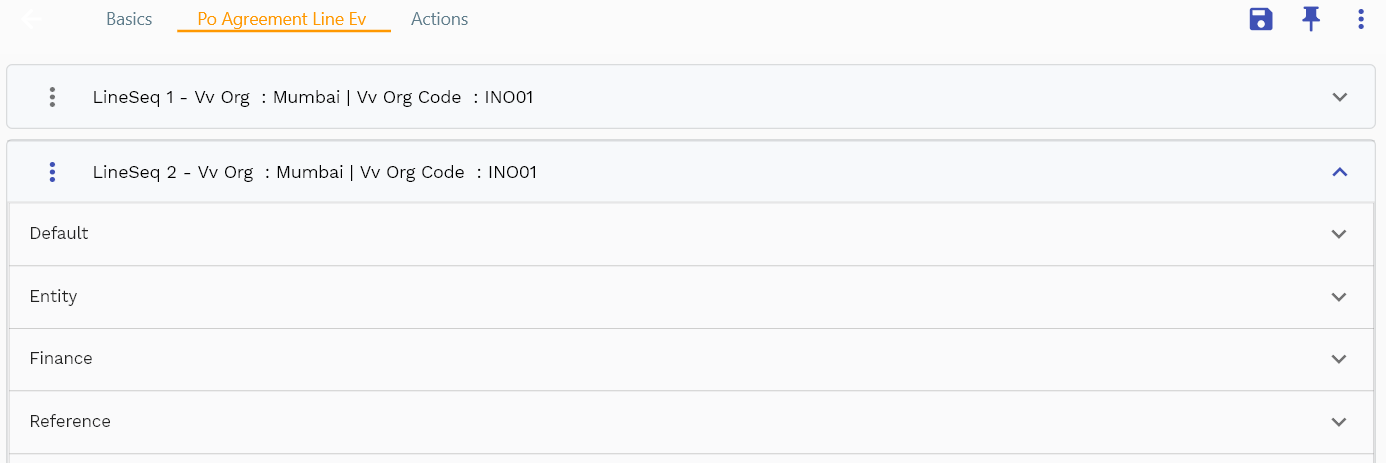 Basics Po Agreement Line Ev Actions
LineSeq 1 - Vv Org : Mumbai | Vv Org Code : INO01
LineSeq 2 - Vv Org : Mumbai | Vv Org Code : INO01
Default
Entity
Finance
Reference